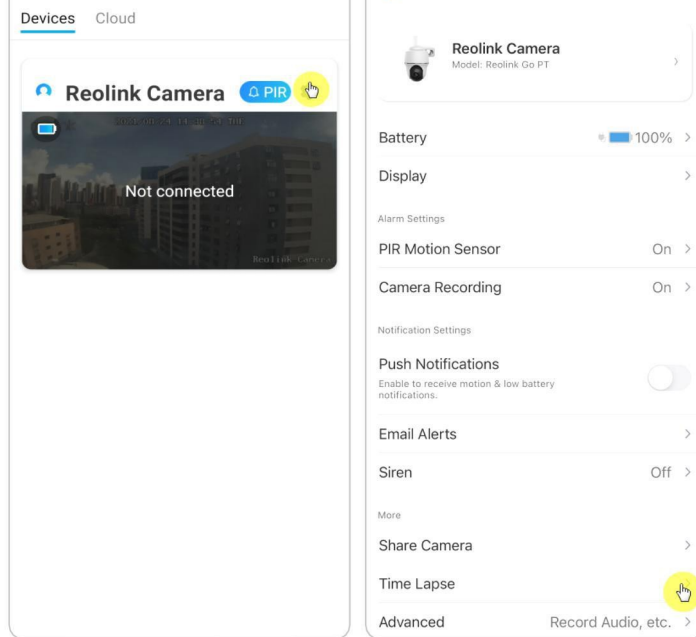 Devices Cloud
Reolink Camera PIR
Not connected
Reolink Camera
Reolink Camera
Model: Reolink Go PT
Battery 100%
Display
Alarm Settings
PIR Motion Sensor On
Camera Recording On
Notification Settings
Push Notifications
Enable to receive motion & low battery
notifications.
Email Alerts
Siren Off
More
Share Camera
Time Lapse
Advanced Record Audio, etc.